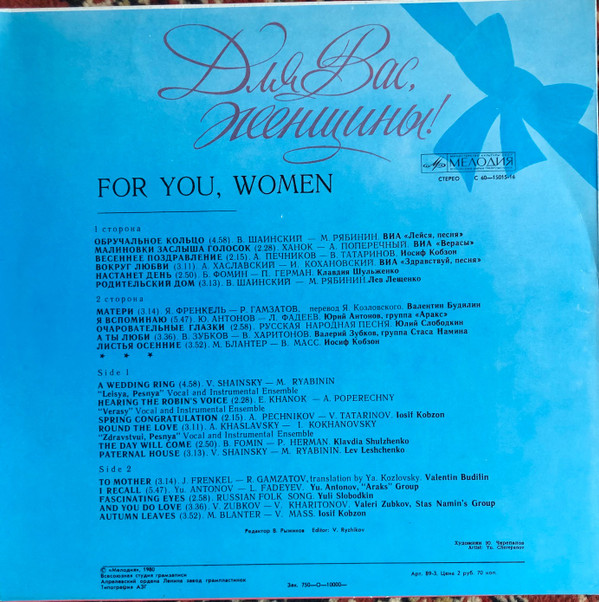 Для Вас,
женщины!
МЕЛОДИЯ
СТЕРЕО С 60—15015-16
FOR YOU, WOMEN
1 сторона
ОБРУЧАЛЬНОЕ КОЛЬЦО (4.58). В. ШАИНСКИЙ — М. РЯБИНИН. ВИА «Лейся, песня»
МАЛИНОВКИ ЗАСЛЫША ГОЛОСОК (2.28). ХАНОК — А. ПОПЕРЕЧНЫЙ. ВИА «Верасы»
ВЕСЕННЕЕ ПОЗДРАВЛЕНИЕ (2.15). А. ПЕЧНИКОВ — В. ТАТАРИНОВ. Иосиф Кобзон
ВОКРУГ ЛЮБВИ (3.11). А. ХАСЛАВСКИЙ — И. КОХАНОВСКИЙ. ВИА «Здравствуй, песня»
НАСТАНЕТ ДЕНЬ (2.50). Б. ФОМИН — П. ГЕРМАН. Клавдия Шульженко
РОДИТЕЛЬСКИЙ ДОМ (3.13). В. ШАИНСКИЙ — М. РЯБИНИН. Лев Лещенко
2 сторона
МАТЕРИ (3.14). Я. ФРЕНКЕЛЬ — Р. ГАМЗАТОВ, перевод Я. Козловского. Валентин Будилин
Я ВСПОМИНАЮ (5.47). Ю. АНТОНОВ — Л. ФАДЕЕВ. Юрий Антонов, группа «Аракс»
ОЧАРОВАТЕЛЬНЫЕ ГЛАЗКИ (2.58). РУССКАЯ НАРОДНАЯ ПЕСНЯ. Юлий Слободкин
А ТЫ ЛЮБИ (3.36). В. ЗУБКОВ — В. ХАРИТОНОВ. Валерий Зубков, группа Стаса Намина
ЛИСТЬЯ ОСЕННИЕ (3.52). М. БЛАНТЕР — В. МАСС. Иосиф Кобзон
* * *
Side 1
A WEDDING RING (4.58). V. SHAINSKY — M. RYABININ
"Leisya, Pesnya" Vocal and Instrumental Ensemble
HEARING THE ROBIN'S VOICE (2.28). E. KHANOK — A. POPERECHNY
"Verasy" Vocal and Instrumental Ensemble
SPRING CONGRATULATION (2.15). A. PECHNIKOV — V. TATARINOV. Iosif Kobzon
ROUND THE LOVE (3.11). A. KHASLAVSKY — I. KOKHANOVSKY
"Zdravstvui, Pesnya" Vocal and Instrumental Ensemble
THE DAY WILL COME (2.50). B. FOMIN — P. HERMAN. Klavdia Shulzhenko
PATERNAL HOUSE (3.13). V. SHAINSKY — M. RYABININ. Lev Leshchenko
Side 2
TO MOTHER (3.14). J. FRENKEL — R. GAMZATOV, translation by Ya. Kozlovsky. Valentin Budilin
I RECALL (5.47). Yu. ANTONOV — L. FADEYEV. Yu. Antonov, "Araks" Group
FASCINATING EYES (2.58). RUSSIAN FOLK SONG. Yuli Slobodkin
AND YOU DO LOVE (3.36). V. ZUBKOV — V. KHARITONOV. Valeri Zubkov, Stas Namin's Group
AUTUMN LEAVES (3.52). M. BLANTER — V. MASS. Iosif Kobzon
Редактор В. Рыжиков Editor: V. Ryzhikov
Художник Ю. Черепанов
Artist: Yu. Cherepanov
© «Мелодия», 1980
Всесоюзная студия грамзаписи
Апрелевский ордена Ленина завод грампластинок
Типография АЗГ
Зак. 750—О—10000—
Арт. 89-3. Цена 2 руб. 70 коп.